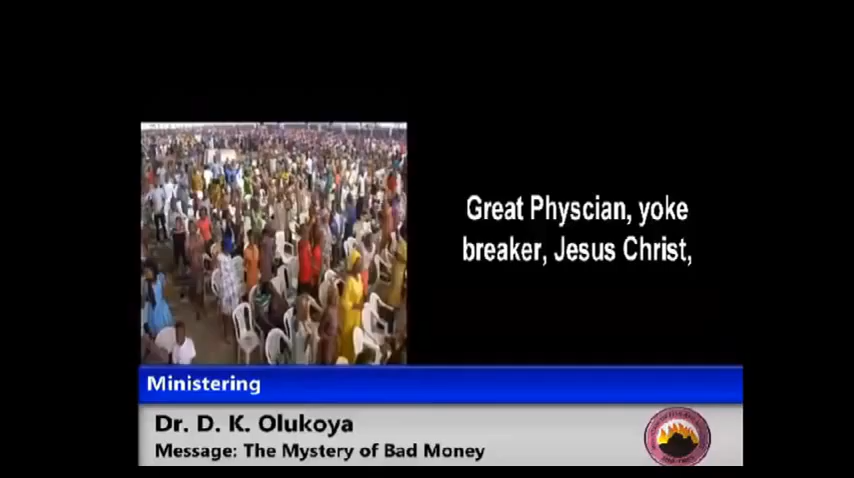 Great Physcian, yoke
breaker, Jesus Christ,
Ministering
Dr. D. K. Olukoya
Message: The Mystery of Bad Money